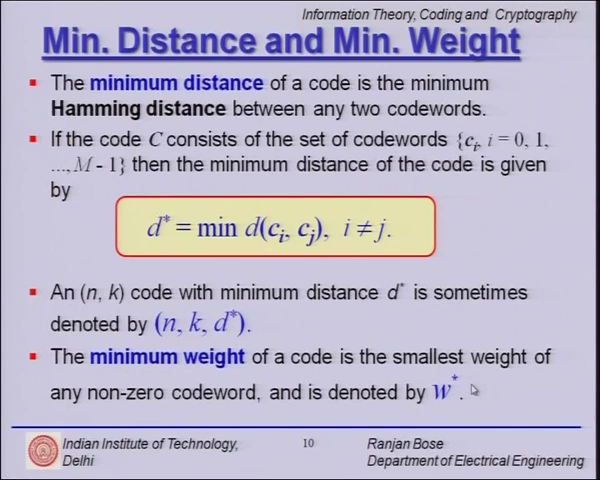 Information Theory, Coding and Cryptography
Min. Distance and Min. Weight
The minimum distance of a code is the minimum
Hamming distance between any two codewords.
If the code C consists of the set of codewords {cᵢ, i = 0, 1,
...,M - 1} then the minimum distance of the code is given
by
d* = min d(cᵢ, cⱼ), i ≠ j.
An (n, k) code with minimum distance d* is sometimes
denoted by (n, k, d*).
The minimum weight of a code is the smallest weight of
any non-zero codeword, and is denoted by w*.
Indian Institute of Technology,
Delhi
10
Ranjan Bose
Department of Electrical Engineering